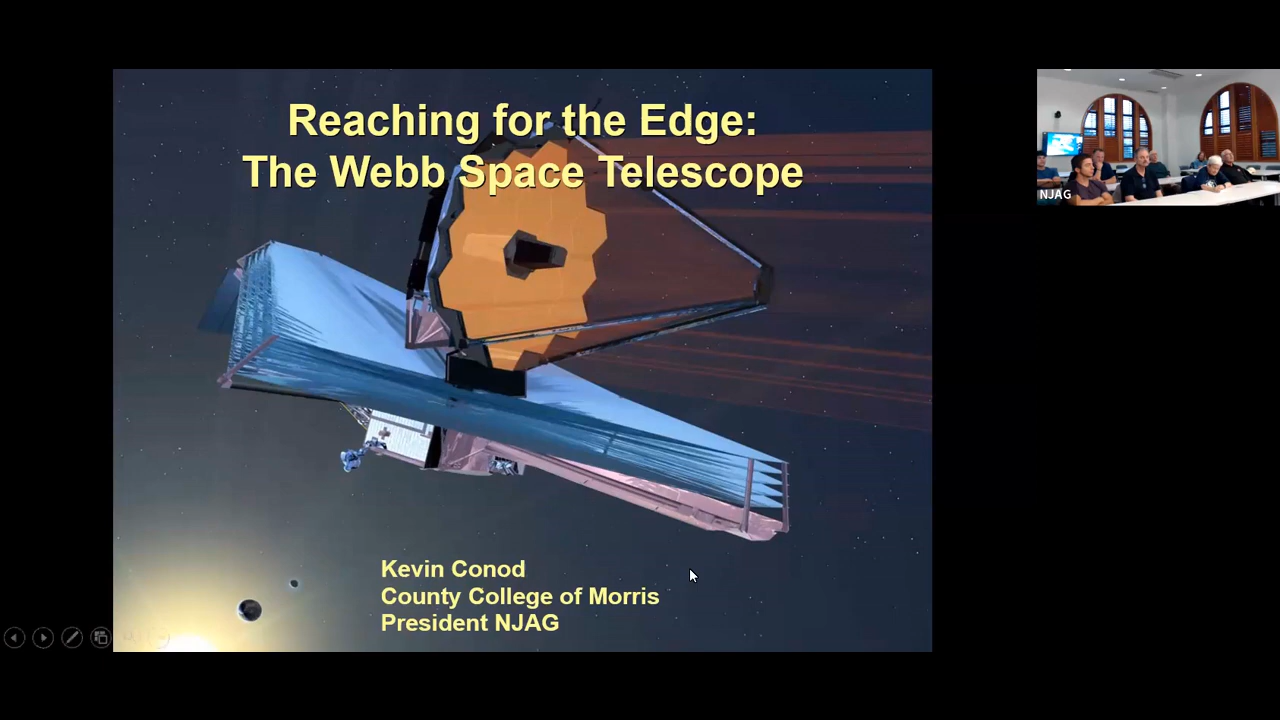 Reaching for the Edge:
The Webb Space Telescope
NJAG
Kevin Conod
County College of Morris
President NJAG